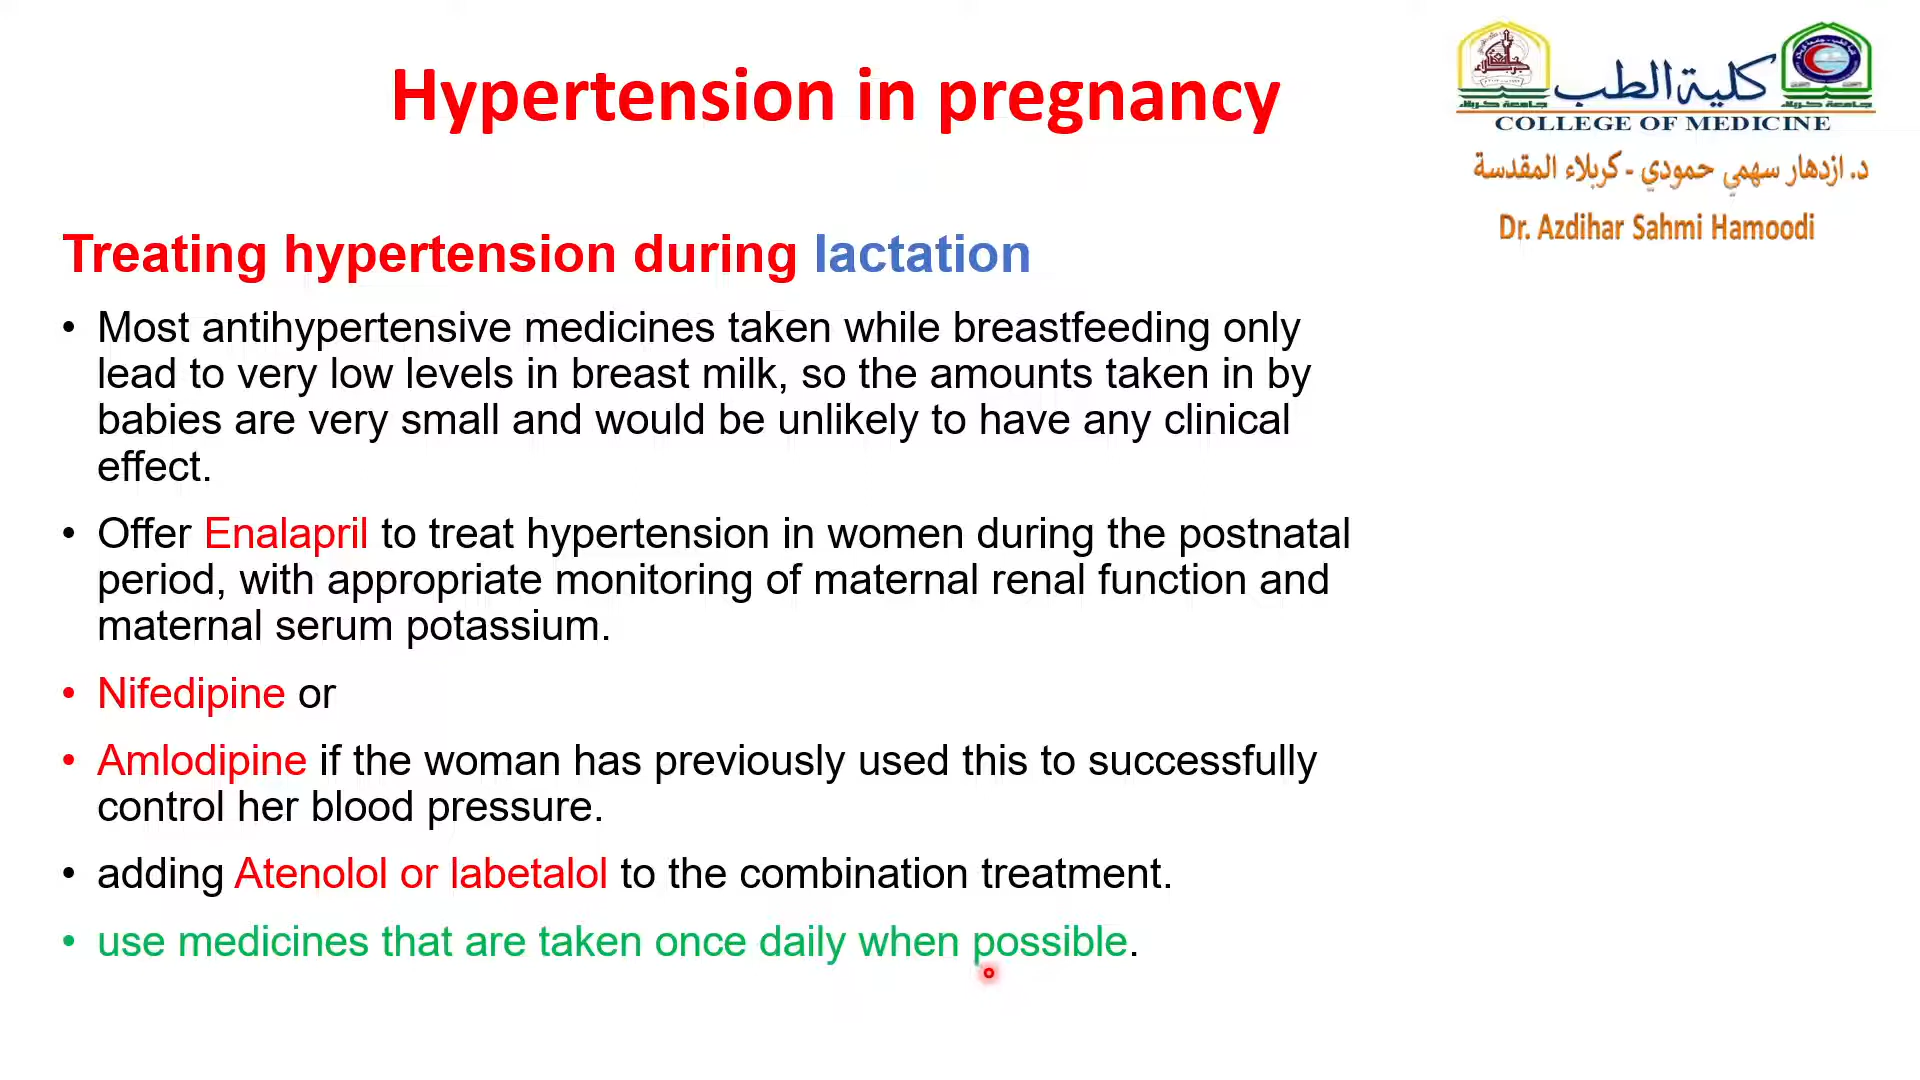 Hypertension in pregnancy
كلية الطب
جامعة كربلاء
COLLEGE OF MEDICINE
د. ازدهار سهمي حمودي - كربلاء المقدسة
Dr. Azdihar Sahmi Hamoodi
Treating hypertension during lactation
• Most antihypertensive medicines taken while breastfeeding only
lead to very low levels in breast milk, so the amounts taken in by
babies are very small and would be unlikely to have any clinical
effect.
• Offer Enalapril to treat hypertension in women during the postnatal
period, with appropriate monitoring of maternal renal function and
maternal serum potassium.
• Nifedipine or
• Amlodipine if the woman has previously used this to successfully
control her blood pressure.
• adding Atenolol or labetalol to the combination treatment.
• use medicines that are taken once daily when possible.